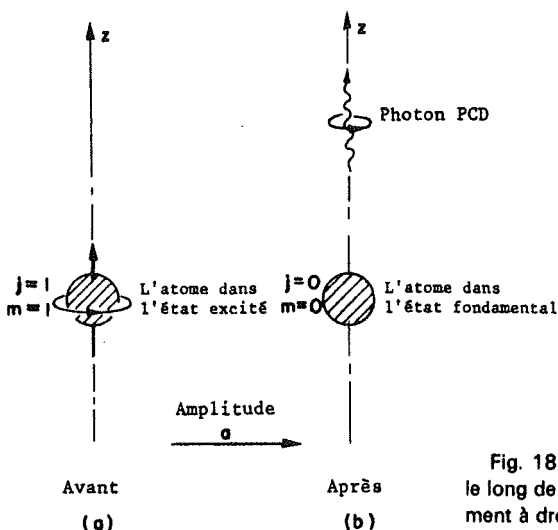 z
z
Photon PCD
j=1
m=1
L'atome dans
l'état excité
j=0
m=0
L'atome dans
l'état fondamental
Amplitude
a
Avant
Après
(a)
(b)
Fig. 18
le long de
ment à dro